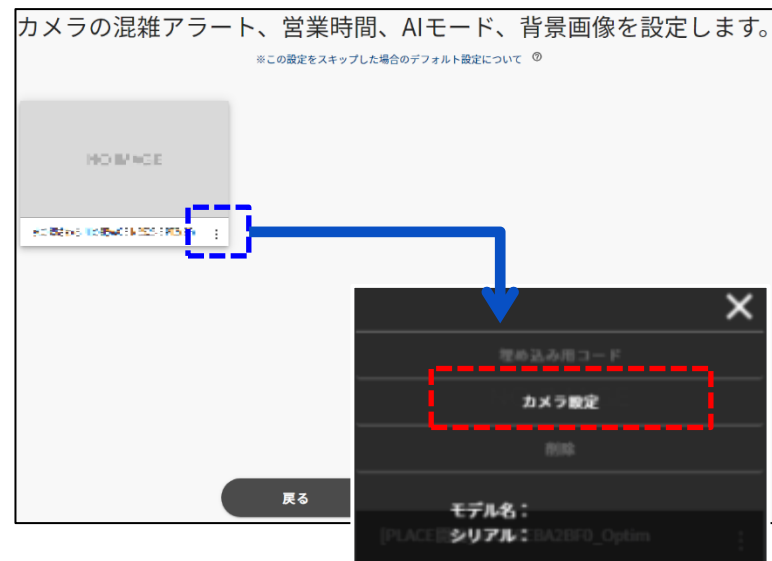 カメラの混雑アラート、営業時間、AIモード、背景画像を設定します。
※この設定をスキップした場合のデフォルト設定について
NO IMAGE
埋め込み用コード
カメラ設定
削除
戻る
モデル名：
シリアル：
[PLACE EBA2BF0_Optim